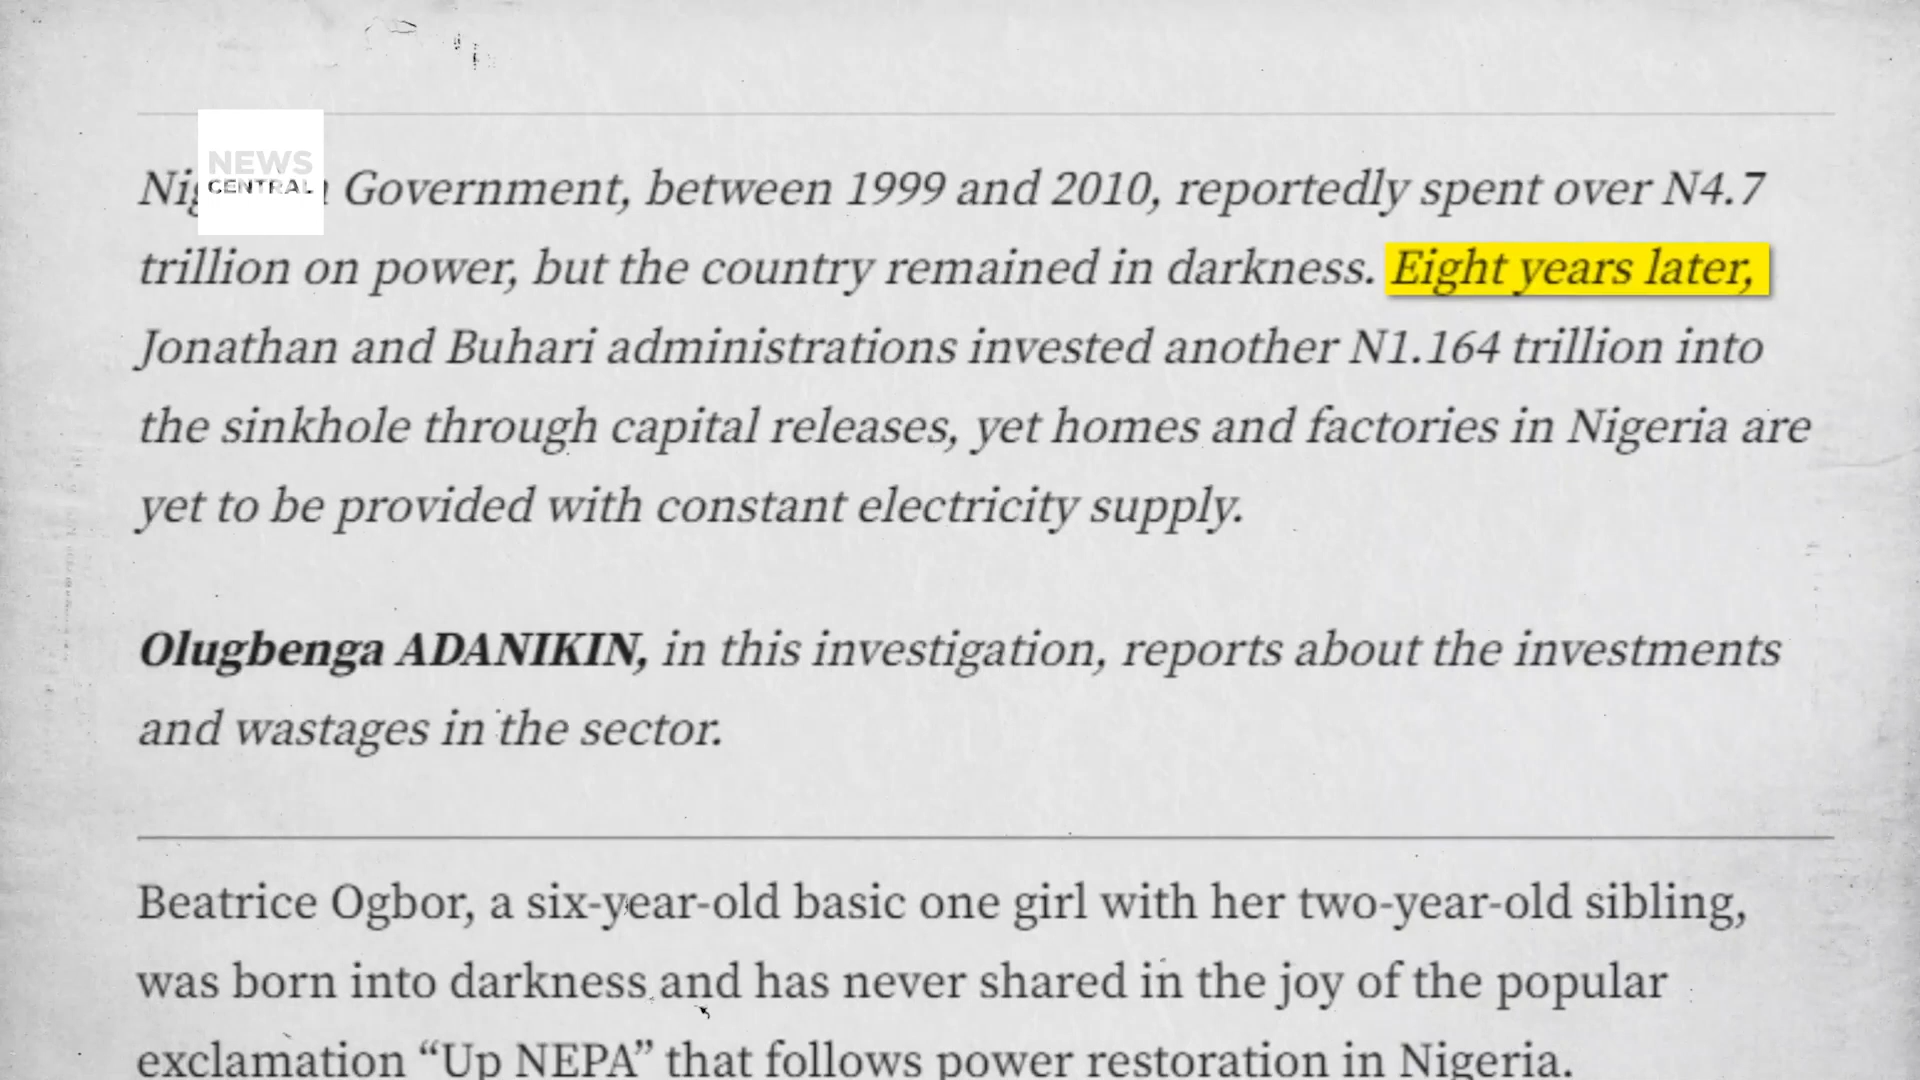 NEWS
CENTRAL
Government, between 1999 and 2010, reportedly spent over N4.7
trillion on power, but the country remained in darkness. Eight years later,
Jonathan and Buhari administrations invested another N1.164 trillion into
the sinkhole through capital releases, yet homes and factories in Nigeria are
yet to be provided with constant electricity supply.
Olugbenga ADANIKIN, in this investigation, reports about the investments
and wastages in the sector.
Beatrice Ogbor, a six-year-old basic one girl with her two-year-old sibling,
was born into darkness and has never shared in the joy of the popular
exclamation “Up NEPA” that follows power restoration in Nigeria.